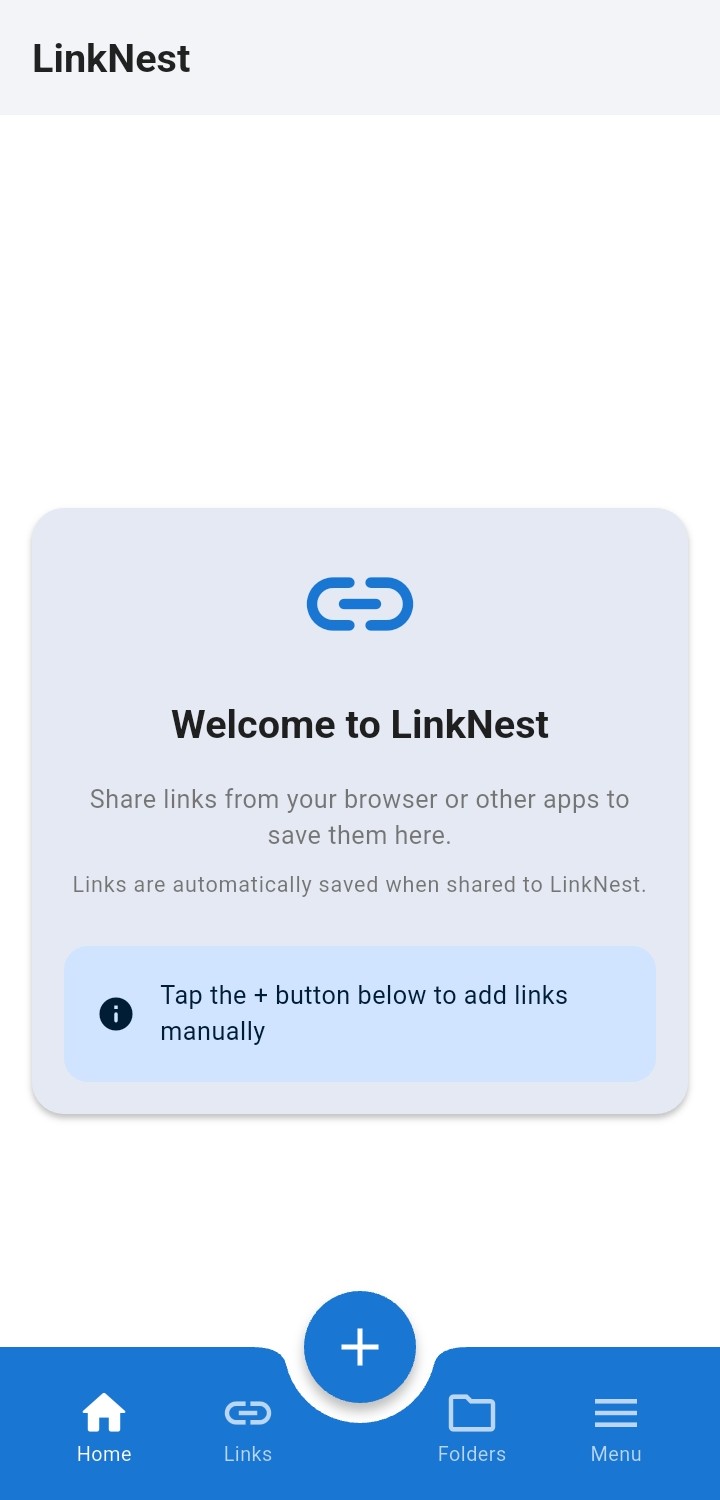 LinkNest
Welcome to LinkNest
Share links from your browser or other apps to
save them here.
Links are automatically saved when shared to LinkNest.
Tap the + button below to add links
manually
Home
Links
Folders
Menu